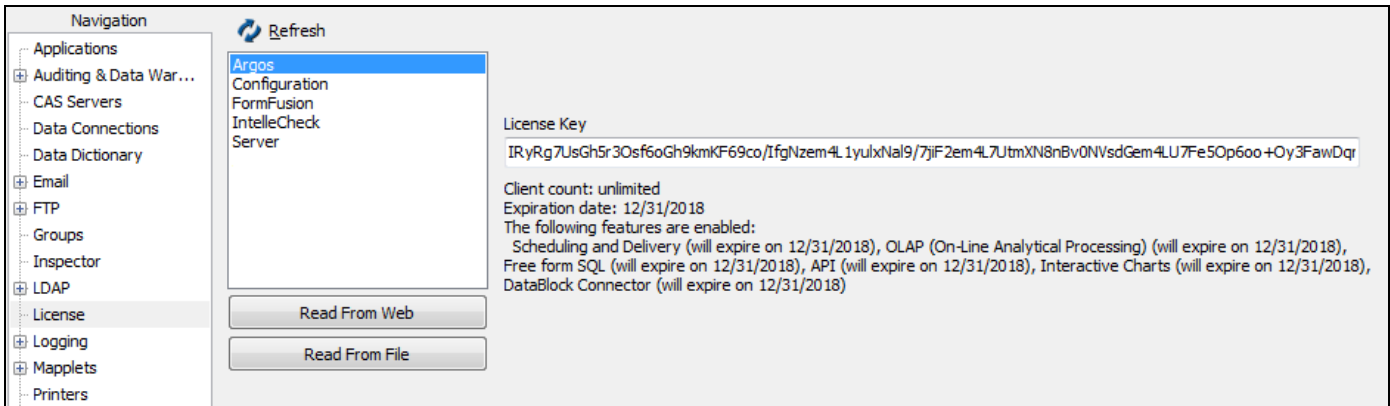 Navigation
Applications
Auditing & Data War...
CAS Servers
Data Connections
Data Dictionary
Email
FTP
Groups
Inspector
LDAP
License
Logging
Mapplets
Printers
Refresh
Argos
Configuration
FormFusion
IntelleCheck
Server
Read From Web
Read From File
License Key
IRyRg7UsGh5r3Osf6oGh9kmKF69co/IfgNzem4L1yulxNal9/7jiF2em4L7UtmXN8nBv0NVsdGem4LU7Fe5Op6oo+Oy3FawDqr
Client count: unlimited
Expiration date: 12/31/2018
The following features are enabled:
Scheduling and Delivery (will expire on 12/31/2018), OLAP (On-Line Analytical Processing) (will expire on 12/31/2018),
Free form SQL (will expire on 12/31/2018), API (will expire on 12/31/2018), Interactive Charts (will expire on 12/31/2018),
DataBlock Connector (will expire on 12/31/2018)